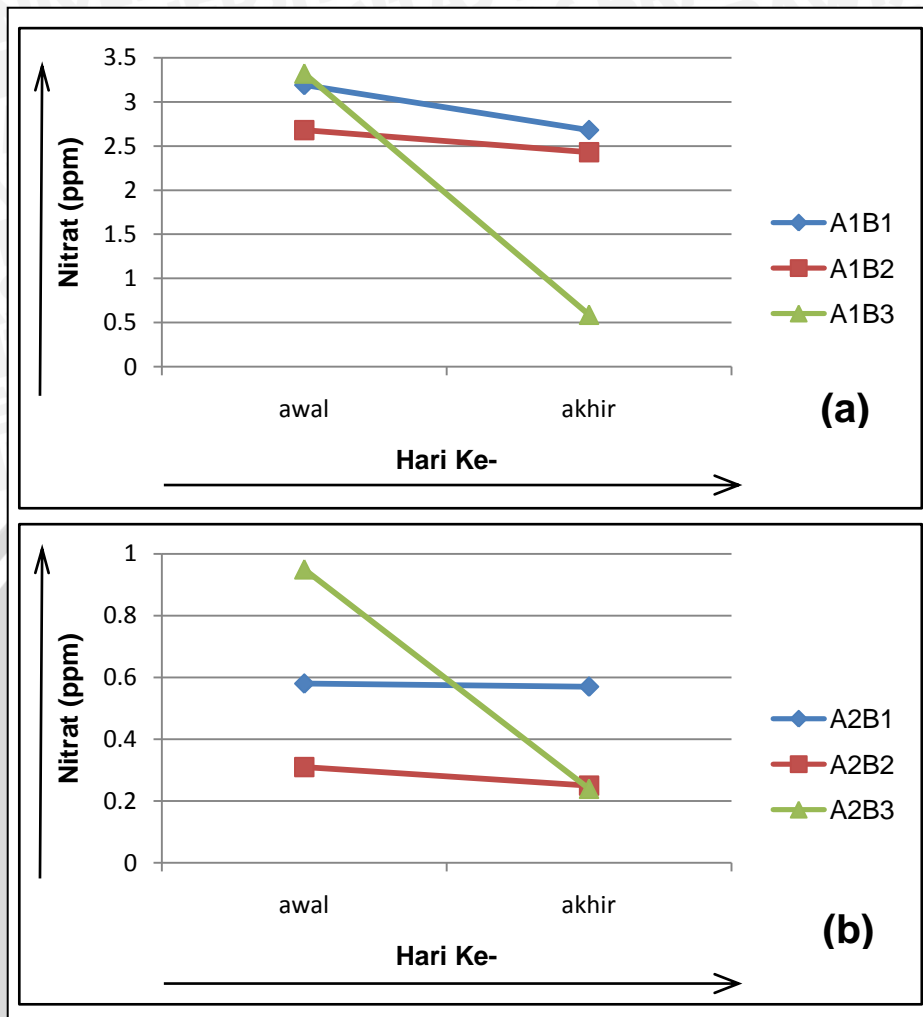 Nitrat (ppm)
3.5
3
2.5
2
1.5
1
0.5
0
awal akhir
Hari Ke-
A1B1
A1B2
A1B3
(a)
Nitrat (ppm)
1
0.8
0.6
0.4
0.2
0
awal akhir
Hari Ke-
A2B1
A2B2
A2B3
(b)